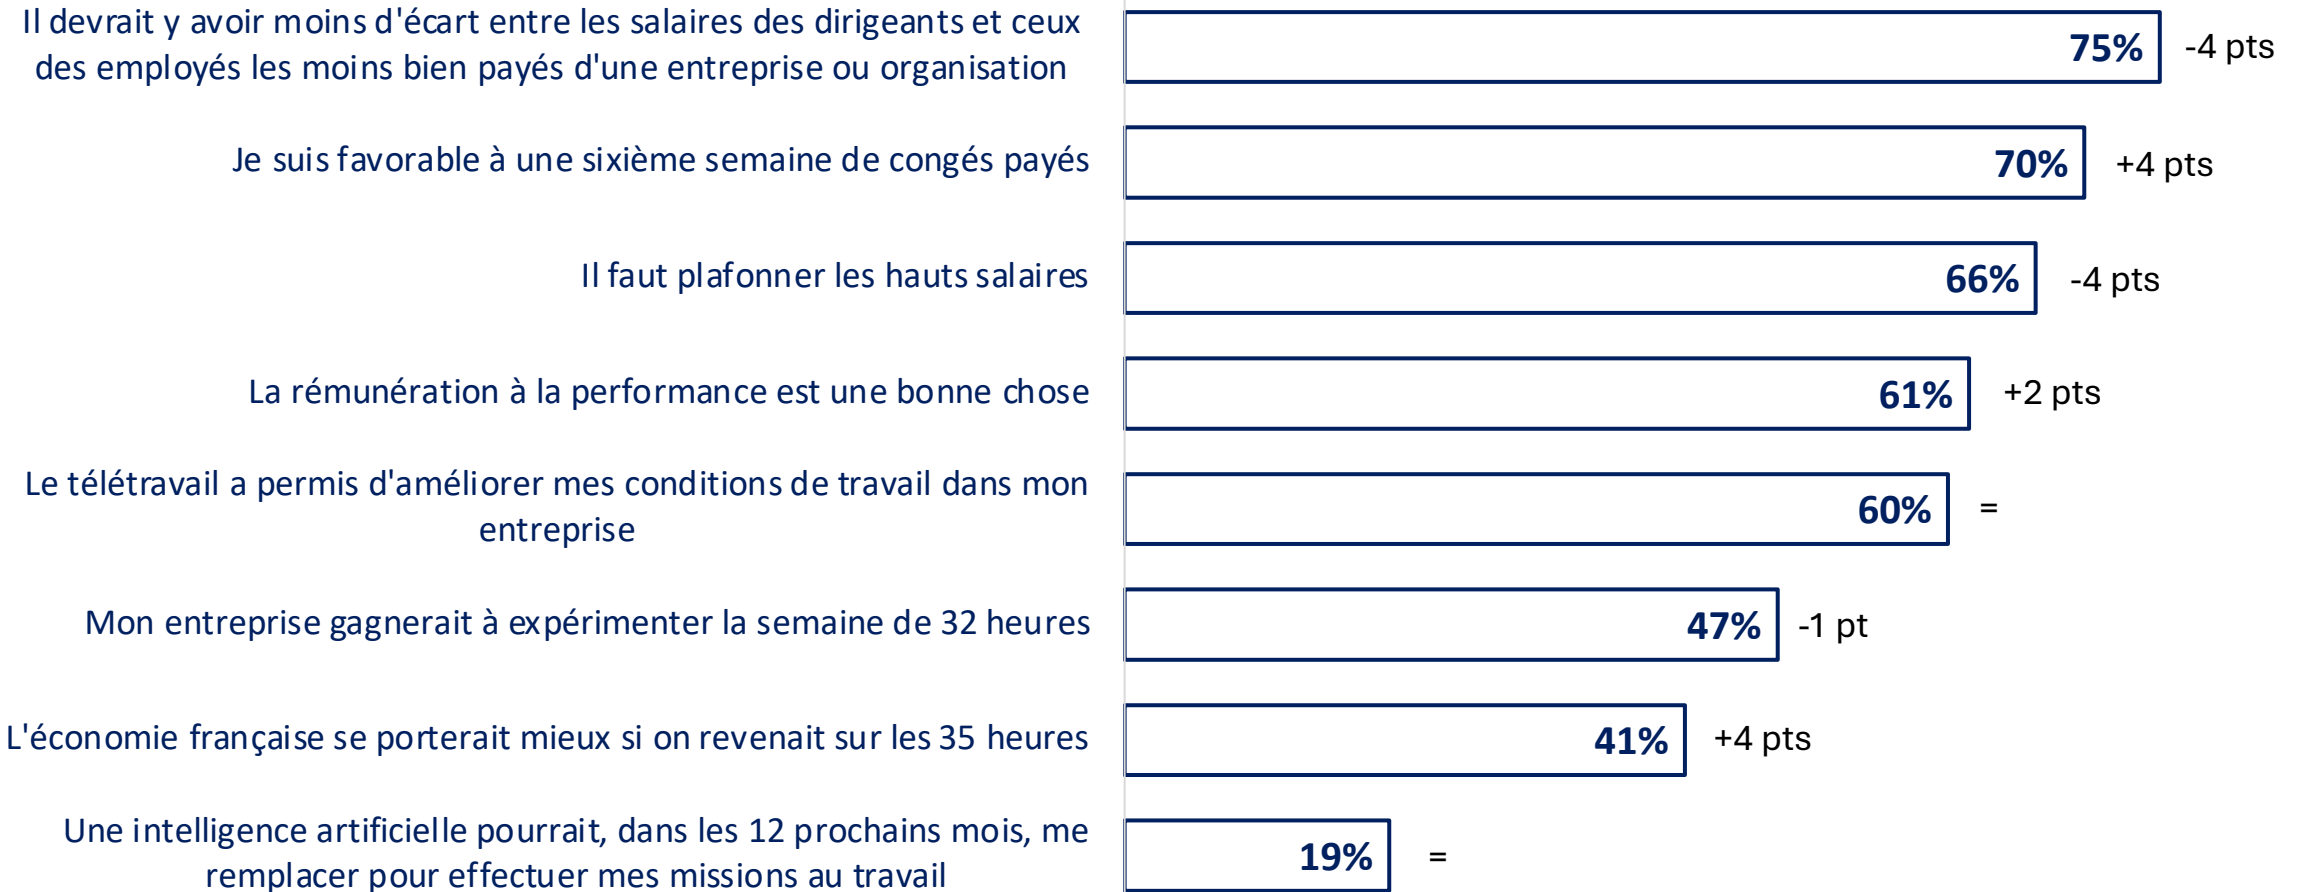 Il devrait y avoir moins d'écart entre les salaires des dirigeants et ceux
des employés les moins bien payés d'une entreprise ou organisation
75% -4 pts
Je suis favorable à une sixième semaine de congés payés
70% +4 pts
Il faut plafonner les hauts salaires
66% -4 pts
La rémunération à la performance est une bonne chose
61% +2 pts
Le télétravail a permis d'améliorer mes conditions de travail dans mon
entreprise
60% =
Mon entreprise gagnerait à expérimenter la semaine de 32 heures
47% -1 pt
L'économie française se porterait mieux si on revenait sur les 35 heures
41% +4 pts
Une intelligence artificielle pourrait, dans les 12 prochains mois, me
remplacer pour effectuer mes missions au travail
19% =